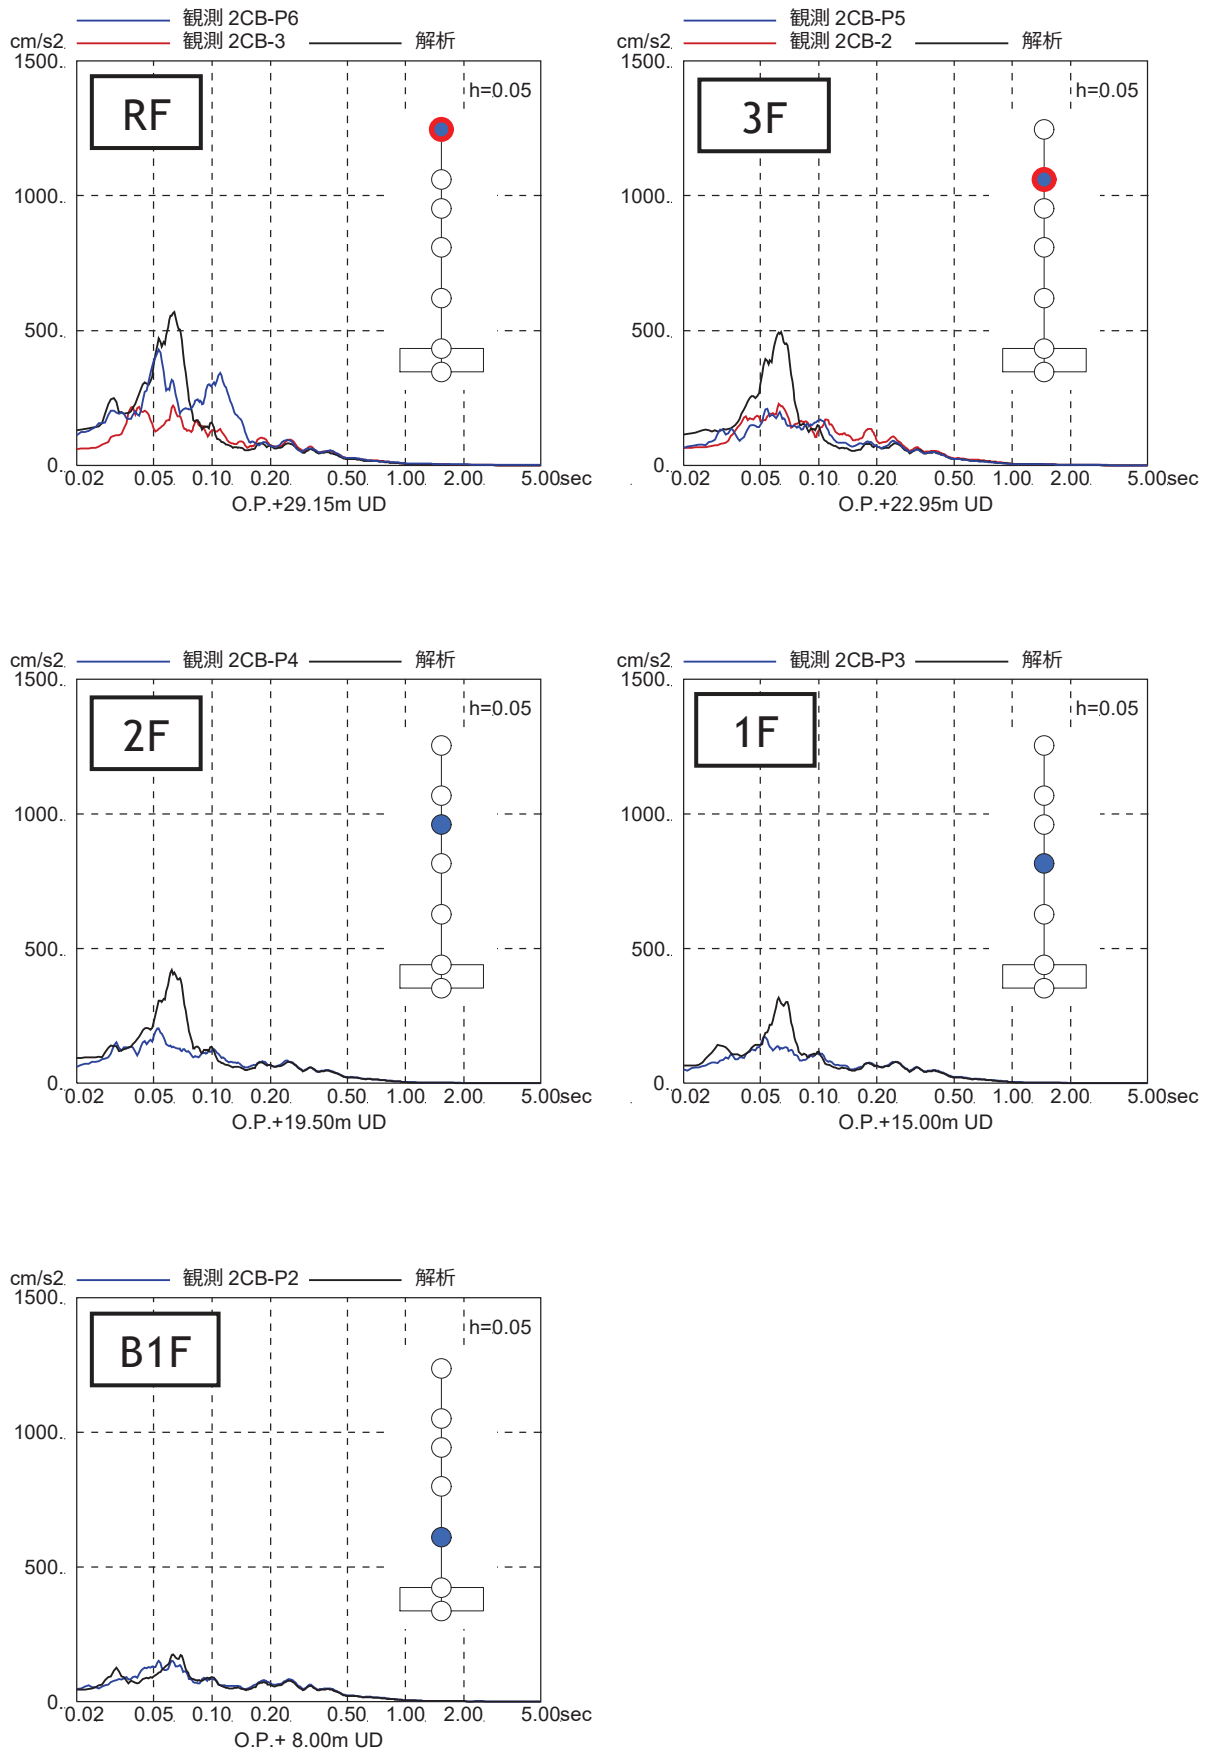 観測 2CB-P6
cm/s2 観測 2CB-3 解析
1500.
RF
h=0.05
1000.
500.
0.
0.02 0.05 0.10 0.20 0.50 1.00 2.00 5.00sec
O.P.+29.15m UD
観測 2CB-P5
cm/s2 観測 2CB-2 解析
1500.
3F
h=0.05
1000.
500.
0.
0.02 0.05 0.10 0.20 0.50 1.00 2.00 5.00sec
O.P.+22.95m UD
cm/s2 観測 2CB-P4 解析
1500.
2F
h=0.05
1000.
500.
0.
0.02 0.05 0.10 0.20 0.50 1.00 2.00 5.00sec
O.P.+19.50m UD
cm/s2 観測 2CB-P3 解析
1500.
1F
h=0.05
1000.
500.
0.
0.02 0.05 0.10 0.20 0.50 1.00 2.00 5.00sec
O.P.+15.00m UD
cm/s2 観測 2CB-P2 解析
1500.
B1F
h=0.05
1000.
500.
0.
0.02 0.05 0.10 0.20 0.50 1.00 2.00 5.00sec
O.P.+ 8.00m UD